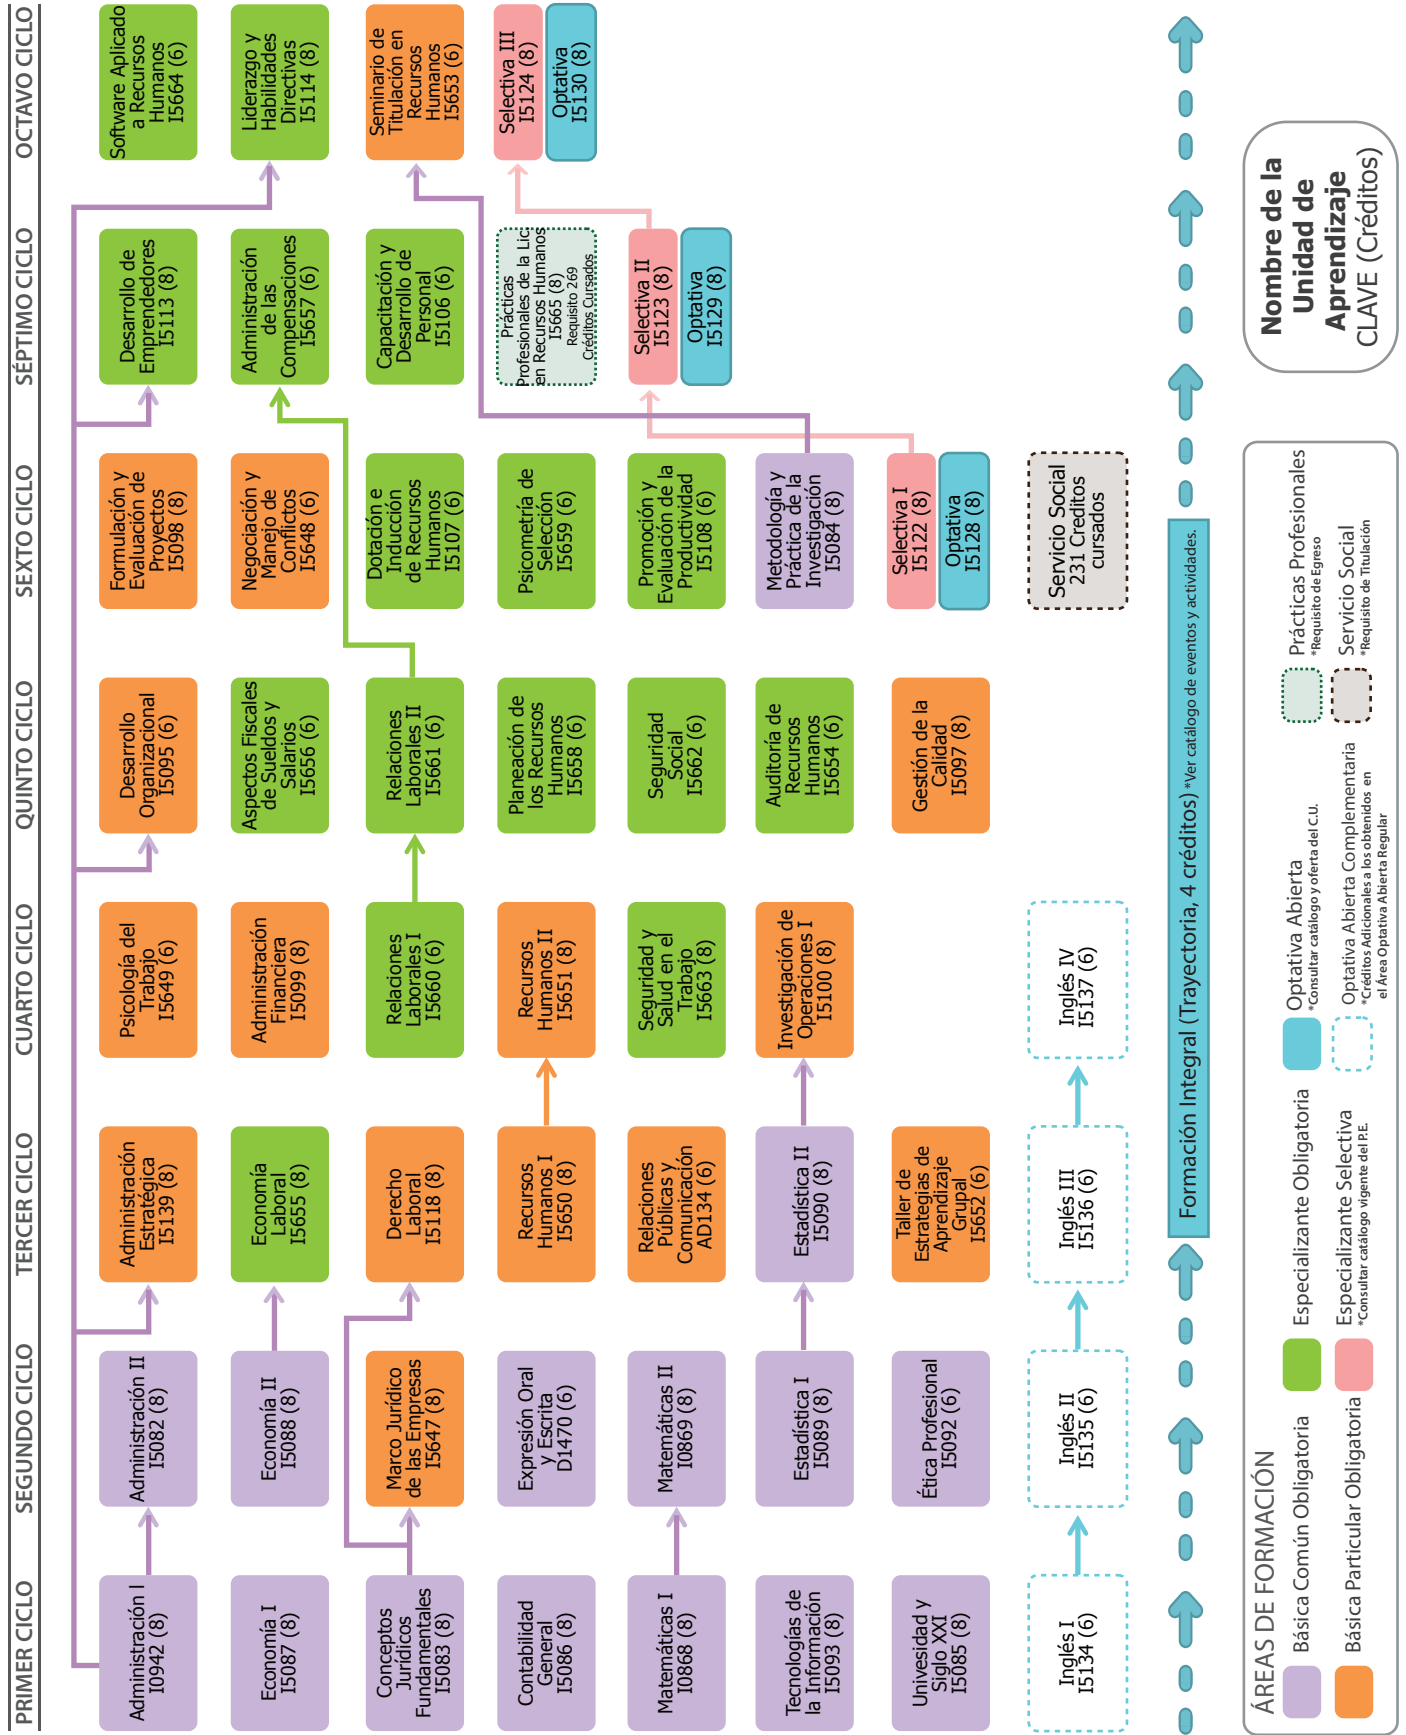 PRIMER CICLO
SEGUNDO CICLO
TERCER CICLO
CUARTO CICLO
QUINTO CICLO
SEXTO CICLO
SÉPTIMO CICLO
OCTAVO CICLO
Administración I
I0942 (8)
Economía I
I5087 (8)
Conceptos
Jurídicos
Fundamentales
I5083 (8)
Contabilidad
General
I5086 (8)
Matemáticas I
I0868 (8)
Tecnologías de
la Información
I5093 (8)
Univesidad y
Siglo XXI
I5085 (8)
Inglés I
I5134 (6)
Administración II
I5082 (8)
Economía II
I5088 (8)
Marco Jurídico
de las Empresas
I5647 (8)
Expresión Oral
y Escrita
D1470 (6)
Matemáticas II
I0869 (8)
Estadística I
I5089 (8)
Ética Profesional
I5092 (6)
Inglés II
I5135 (6)
Administración
Estratégica
I5139 (8)
Economía
Laboral
I5655 (8)
Derecho
Laboral
I5118 (8)
Recursos
Humanos I
I5650 (8)
Relaciones
Públicas y
Comunicación
AD134 (6)
Estadística II
I5090 (8)
Taller de
Estrategias de
Aprendizaje
Grupal
I5652 (6)
Inglés III
I5136 (6)
Psicología del
Trabajo
I5649 (6)
Administración
Financiera
I5099 (8)
Relaciones
Laborales I
I5660 (6)
Recursos
Humanos II
I5651 (8)
Seguridad y
Salud en el
Trabajo
I5663 (8)
Investigación de
Operaciones I
I5100 (8)
Inglés IV
I5137 (6)
Desarrollo
Organizacional
I5095 (6)
Aspectos Fiscales
de Sueldos y
Salarios
I5656 (6)
Relaciones
Laborales II
I5661 (6)
Planeación de
los Recursos
Humanos
I5658 (6)
Seguridad
Social
I5662 (6)
Auditoría de
Recursos
Humanos
I5654 (6)
Gestión de la
Calidad
I5097 (8)
Formulación y
Evaluación de
Proyectos
I5098 (8)
Negociación y
Manejo de
Conflictos
I5648 (6)
Dotación e
Inducción
de Recursos
Humanos
I5107 (6)
Psicometría de
Selección
I5659 (6)
Promoción y
Evaluación de la
Productividad
I5108 (6)
Metodología y
Práctica de la
Investigación
I5084 (8)
Selectiva I
I5122 (8)
Optativa
I5128 (8)
Servicio Social
231 Creditos
cursados
Desarrollo de
Emprendedores
I5113 (8)
Administración
de las
Compensaciones
I5657 (6)
Capacitación y
Desarrollo de
Personal
I5106 (6)
Prácticas
Profesionales de la Lic.
en Recursos Humanos
I5665 (8)
Requisito 269
Créditos Cursados
Selectiva II
I5123 (8)
Optativa
I5129 (8)
Software Aplicado
a Recursos
Humanos
I5664 (6)
Liderazgo y
Habilidades
Directivas
I5114 (8)
Seminario de
Titulación en
Recursos
Humanos
I5653 (6)
Selectiva III
I5124 (8)
Optativa
I5130 (8)
Formación Integral (Trayectoria, 4 créditos) *Ver catálogo de eventos y actividades.
ÁREAS DE FORMACIÓN
Básica Común Obligatoria
Básica Particular Obligatoria
Especializante Obligatoria
Especializante Selectiva
*Consultar catálogo vigente del P.E.
Optativa Abierta
*Consultar catálogo y oferta del C.U.
Optativa Abierta Complementaria
*Créditos Adicionales a los obtenidos en
el Área Optativa Abierta Regular
Prácticas Profesionales
*Requisito de Egreso
Servicio Social
*Requisito de Titulación
Nombre de la
Unidad de
Aprendizaje
CLAVE (Créditos)